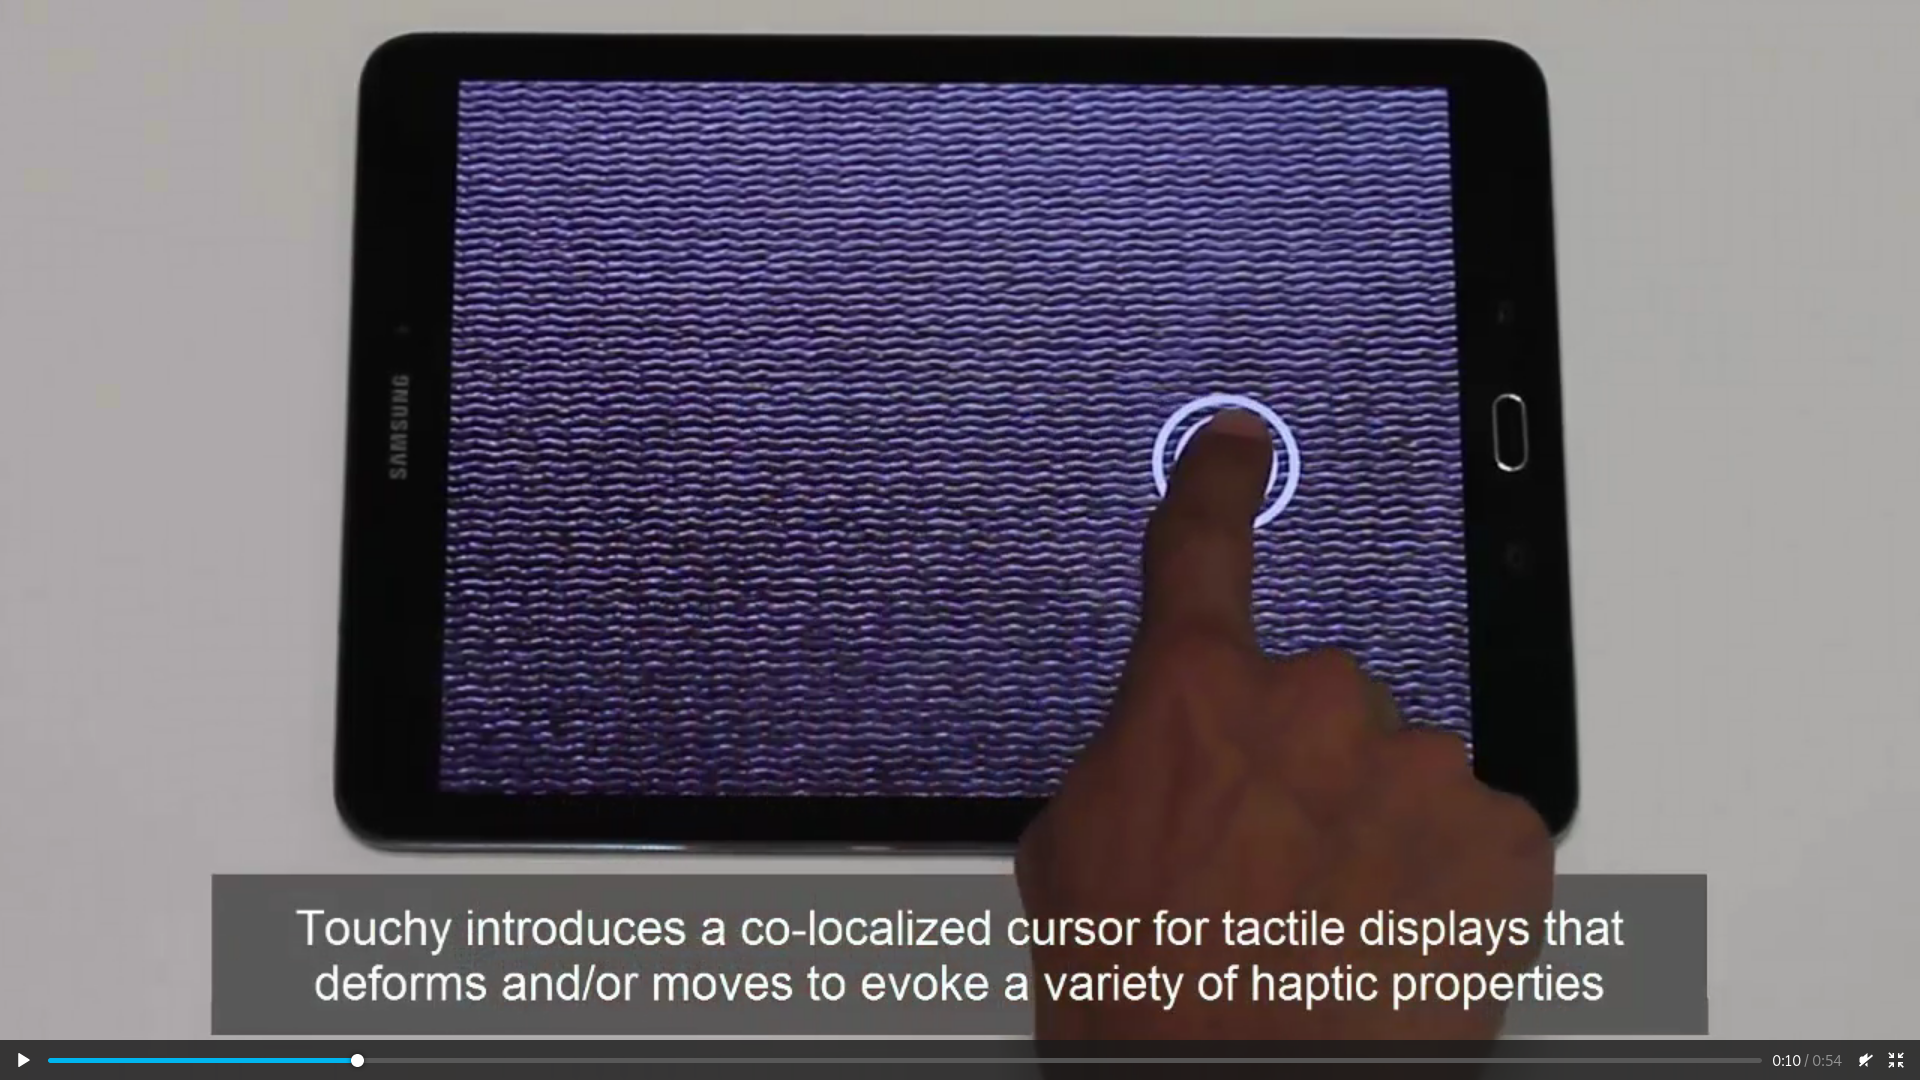 SAMSUNG
Touchy introduces a co-localized cursor for tactile displays that
deforms and/or moves to evoke a variety of haptic properties
0:10 / 0:54